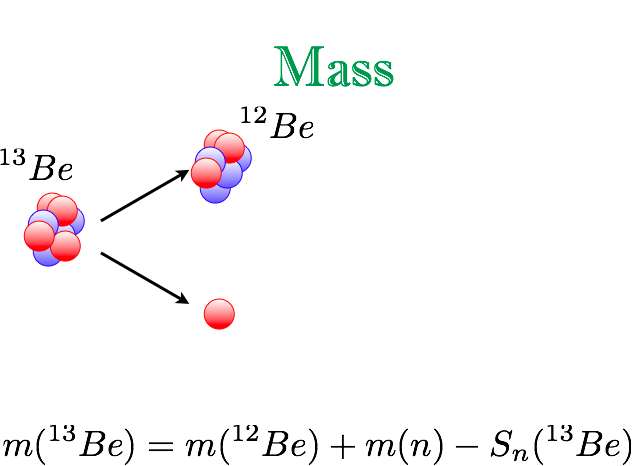 Mass
¹²Be
¹³Be
m(¹³Be) = m(¹²Be) + m(n) − Sₙ(¹³Be)